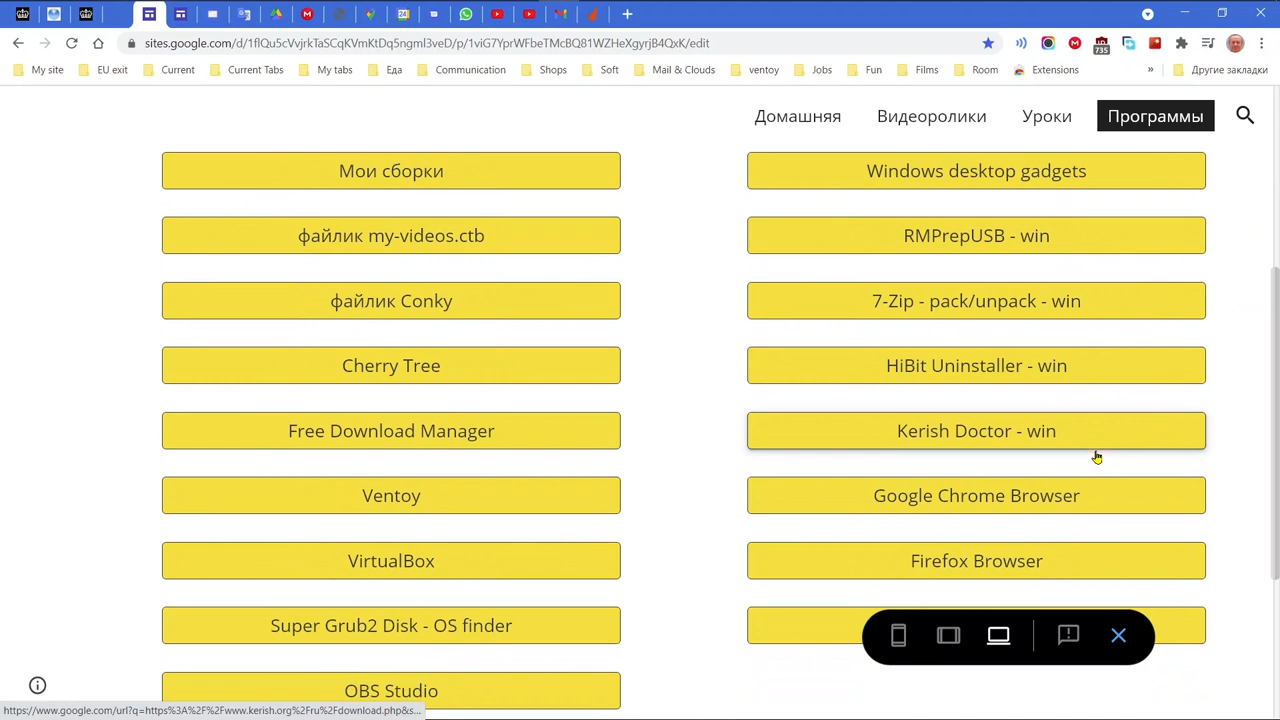 24
sites.google.com/d/1flQu5cVvjrkTaSCqKVmtxDq5ngml3veDp/1viG7YprWFbeTMcBQ81WZHeXgyrjB4QxK/edit
735
My site
EU exit
Current
Current Tabs
My tabs
Еда
Communication
Shops
Soft
Mail & Clouds
ventoy
Jobs
Fun
Films
Room
Extensions
»
Другие закладки
Домашняя
Видеоролики
Уроки
Программы
Мои сборки
Windows desktop gadgets
файлик my-videos.ctb
RMPrepUSB - win
файлик Conky
7-Zip - pack/unpack - win
Cherry Tree
HiBit Uninstaller - win
Free Download Manager
Kerish Doctor - win
Ventoy
Google Chrome Browser
VirtualBox
Firefox Browser
Super Grub2 Disk - OS finder
OBS Studio
https://www.google.com/url?q=https%3A%2F%2Fwww.kerish.org%2Fru%2Fdownload.php&s...